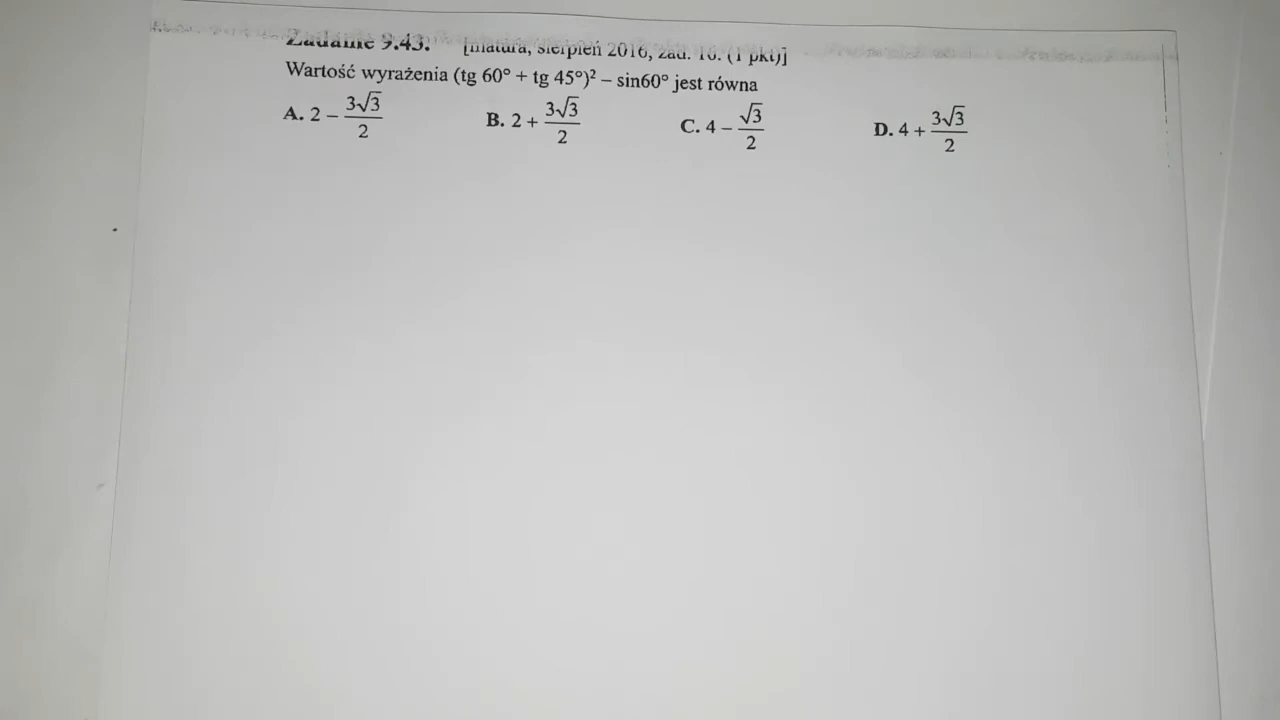 Zadanie 9.43. [matura, sierpień 2016, zad. 16. (1 pkt)]
Wartość wyrażenia (tg 60° + tg 45°)² – sin60° jest równa
A. 2 – 3√3/2 B. 2 + 3√3/2 C. 4 – √3/2 D. 4 + 3√3/2